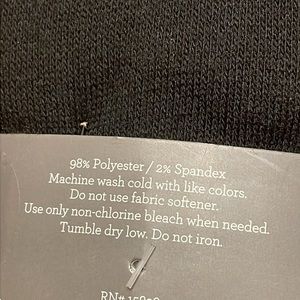 98% Polyester / 2% Spandex
Machine wash cold with like colors.
Do not use fabric softener.
Use only non-chlorine bleach when needed.
Tumble dry low. Do not iron.
RN#